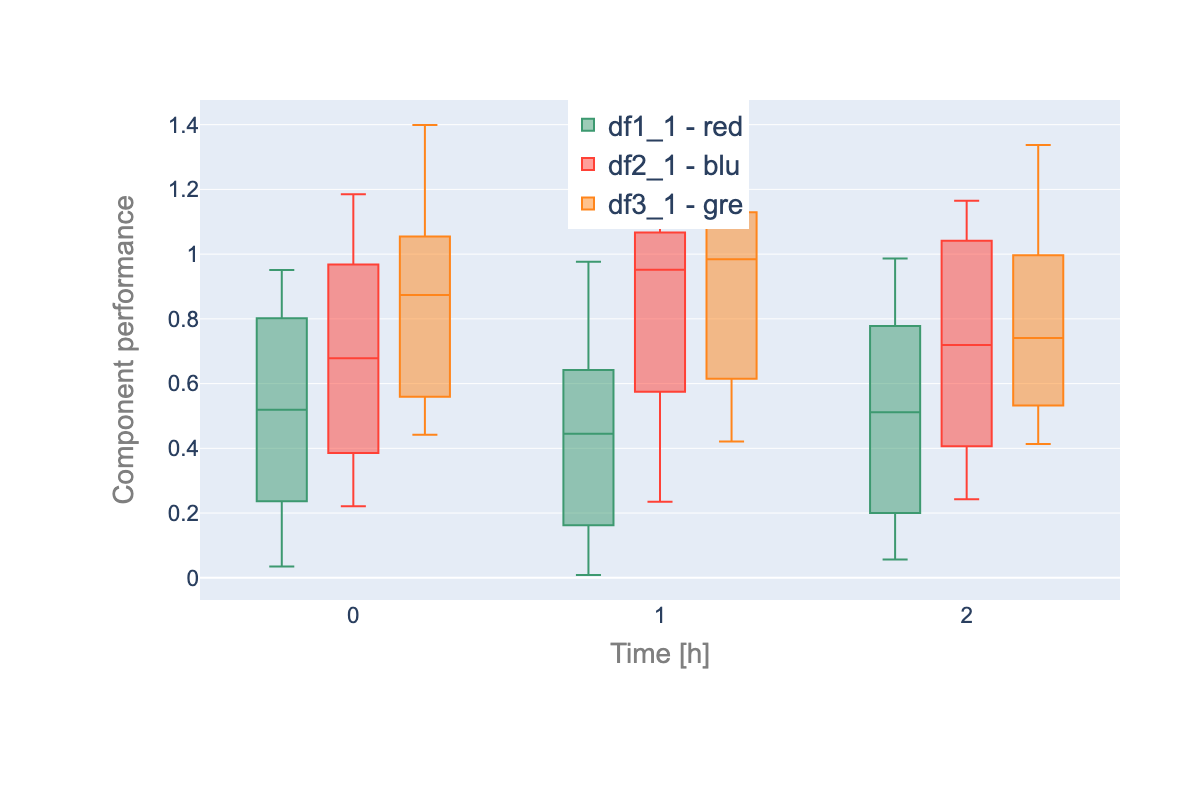 df1_1 - red
df2_1 - blu
df3_1 - gre
1.4
1.2
1
0.8
0.6
0.4
0.2
0
Component performance
0 1 2
Time [h]